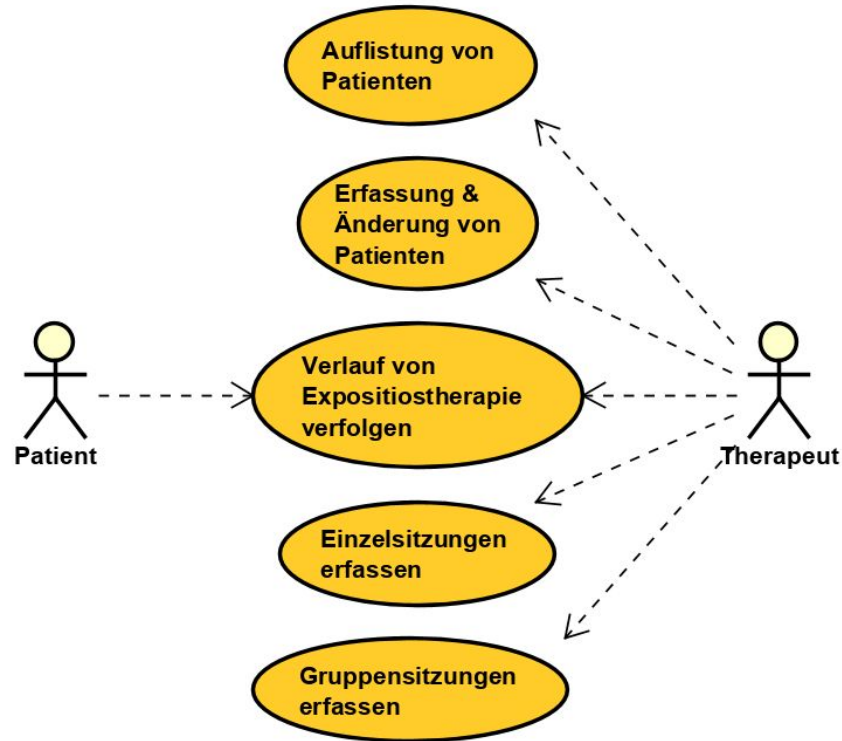 Auflistung von
Patienten
Erfassung &
Änderung von
Patienten
Verlauf von
Expositiostherapie
verfolgen
Patient
Therapeut
Einzelsitzungen
erfassen
Gruppensitzungen
erfassen